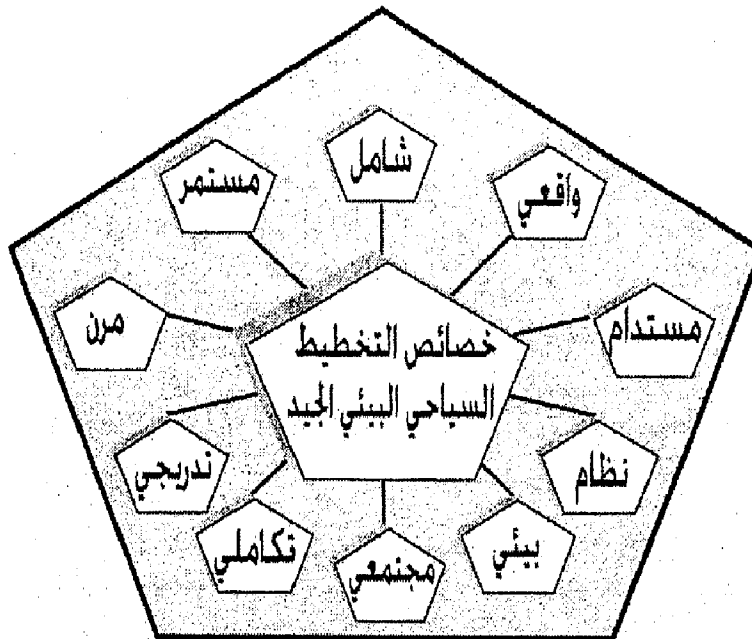 شامل
واقعي
مستمر
مستدام
مرن
خصائص التخطيط
السياحي البيئي الجيد
نظام
تدريجي
بيئي
تكاملي
مجتمعي